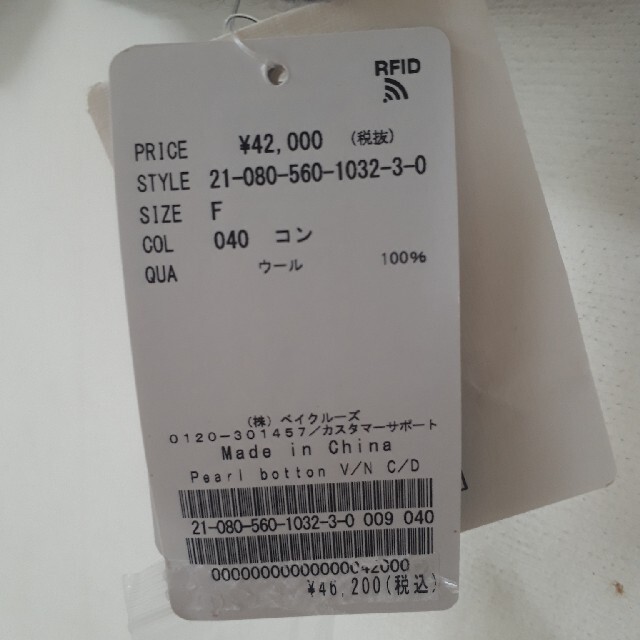 RFID
PRICE ¥42,000 (税抜)
STYLE 21-080-560-1032-3-0
SIZE F
COL 040 コン
QUA ウール 100%
(株) ベイクルーズ
0120-301457/カスタマーサポート
Made in China
Pearl botton V/N C/D
21-080-560-1032-3-0 009 040
0000000000000000042000
¥46,200(税込)